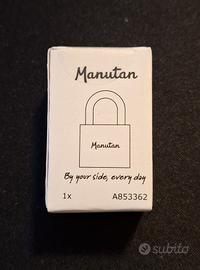 Manutan
Manutan
By your side, every day
1x A853362
subito